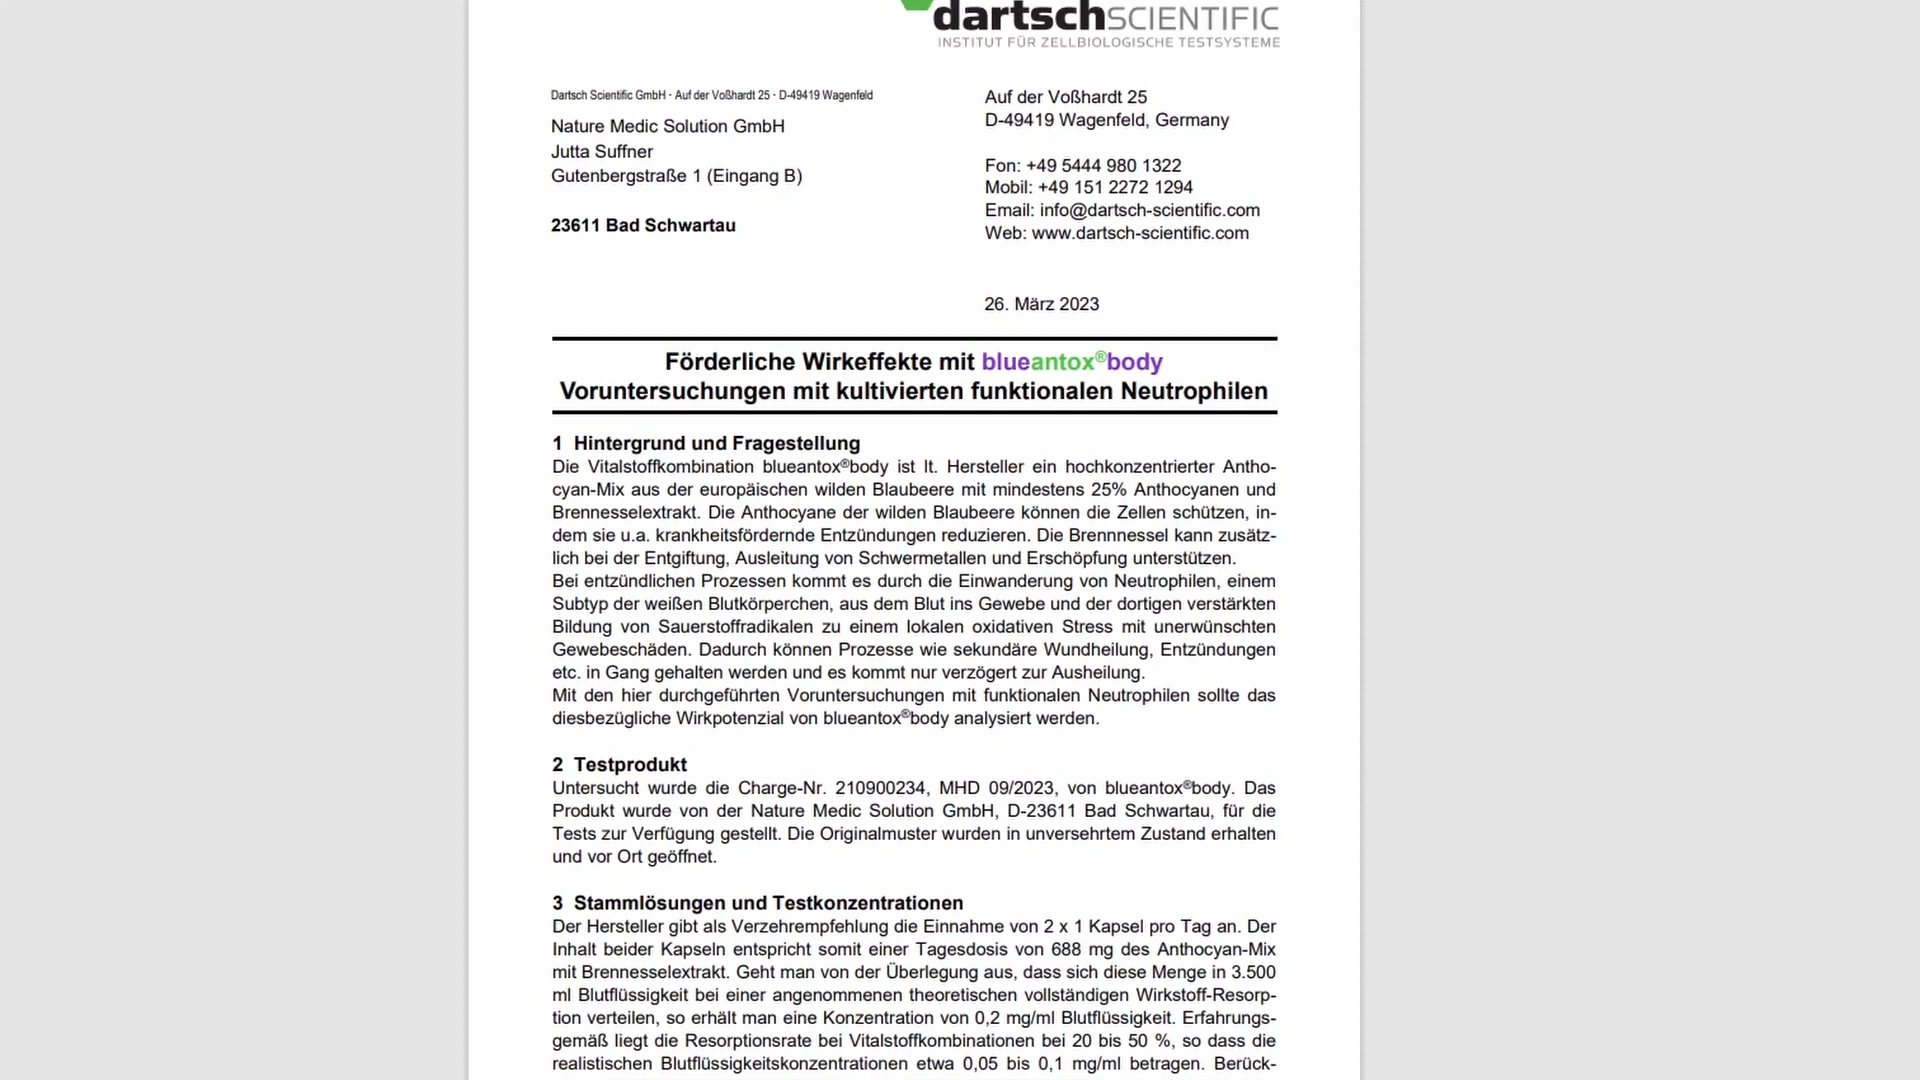 dartschSCIENTIFIC
INSTITUT FÜR ZELLBIOLOGISCHE TESTSYSTEME
Dartsch Scientific GmbH · Auf der Voßhardt 25 · D-49419 Wagenfeld
Nature Medic Solution GmbH
Jutta Suffner
Gutenbergstraße 1 (Eingang B)
23611 Bad Schwartau
Auf der Voßhardt 25
D-49419 Wagenfeld, Germany
Fon: +49 5444 980 1322
Mobil: +49 151 2272 1294
Email: info@dartsch-scientific.com
Web: www.dartsch-scientific.com
26. März 2023
Förderliche Wirkeffekte mit blueantox®body
Voruntersuchungen mit kultivierten funktionalen Neutrophilen
1 Hintergrund und Fragestellung
Die Vitalstoffkombination blueantox®body ist lt. Hersteller ein hochkonzentrierter Antho-
cyan-Mix aus der europäischen wilden Blaubeere mit mindestens 25% Anthocyanen und
Brennesselextrakt. Die Anthocyane der wilden Blaubeere können die Zellen schützen, in-
dem sie u.a. krankheitsfördernde Entzündungen reduzieren. Die Brennnessel kann zusätz-
lich bei der Entgiftung, Ausleitung von Schwermetallen und Erschöpfung unterstützen.
Bei entzündlichen Prozessen kommt es durch die Einwanderung von Neutrophilen, einem
Subtyp der weißen Blutkörperchen, aus dem Blut ins Gewebe und der dortigen verstärkten
Bildung von Sauerstoffradikalen zu einem lokalen oxidativen Stress mit unerwünschten
Gewebeschäden. Dadurch können Prozesse wie sekundäre Wundheilung, Entzündungen
etc. in Gang gehalten werden und es kommt nur verzögert zur Ausheilung.
Mit den hier durchgeführten Voruntersuchungen mit funktionalen Neutrophilen sollte das
diesbezügliche Wirkpotenzial von blueantox®body analysiert werden.
2 Testprodukt
Untersucht wurde die Charge-Nr. 210900234, MHD 09/2023, von blueantox®body. Das
Produkt wurde von der Nature Medic Solution GmbH, D-23611 Bad Schwartau, für die
Tests zur Verfügung gestellt. Die Originalmuster wurden in unversehrtem Zustand erhalten
und vor Ort geöffnet.
3 Stammlösungen und Testkonzentrationen
Der Hersteller gibt als Verzehrempfehlung die Einnahme von 2 x 1 Kapsel pro Tag an. Der
Inhalt beider Kapseln entspricht somit einer Tagesdosis von 688 mg des Anthocyan-Mix
mit Brennesselextrakt. Geht man von der Überlegung aus, dass sich diese Menge in 3.500
ml Blutflüssigkeit bei einer angenommenen theoretischen vollständigen Wirkstoff-Resorp-
tion verteilen, so erhält man eine Konzentration von 0,2 mg/ml Blutflüssigkeit. Erfahrungs-
gemäß liegt die Resorptionsrate bei Vitalstoffkombinationen bei 20 bis 50 %, so dass die
realistischen Blutflüssigkeitskonzentrationen etwa 0,05 bis 0,1 mg/ml betragen. Berück-